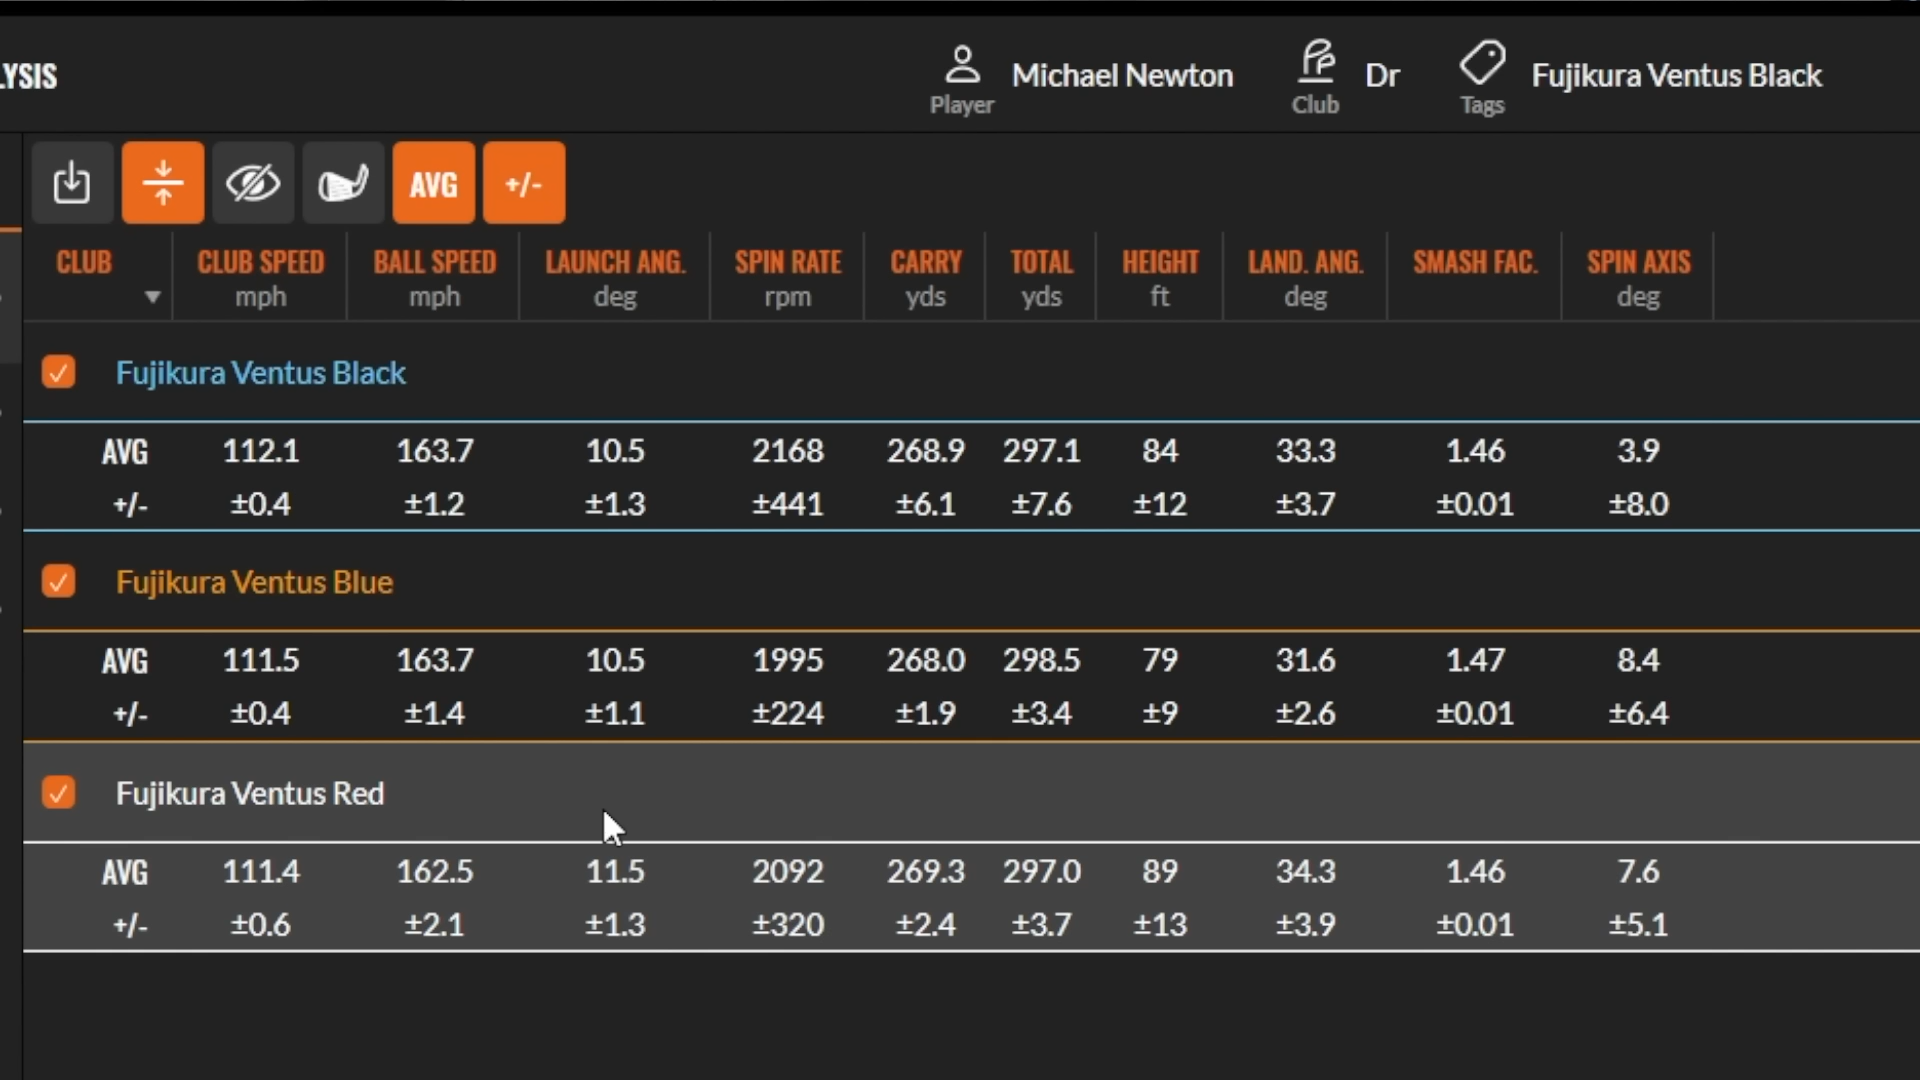 LYSIS
Player
Michael Newton
Club
Dr
Tags
Fujikura Ventus Black
AVG
+/-
CLUB CLUB SPEED BALL SPEED LAUNCH ANG. SPIN RATE CARRY TOTAL HEIGHT LAND. ANG. SMASH FAC. SPIN AXIS
mph mph deg rpm yds yds ft deg deg
Fujikura Ventus Black
AVG 112.1 163.7 10.5 2168 268.9 297.1 84 33.3 1.46 3.9
+/- ±0.4 ±1.2 ±1.3 ±441 ±6.1 ±7.6 ±12 ±3.7 ±0.01 ±8.0
Fujikura Ventus Blue
AVG 111.5 163.7 10.5 1995 268.0 298.5 79 31.6 1.47 8.4
+/- ±0.4 ±1.4 ±1.1 ±224 ±1.9 ±3.4 ±9 ±2.6 ±0.01 ±6.4
Fujikura Ventus Red
AVG 111.4 162.5 11.5 2092 269.3 297.0 89 34.3 1.46 7.6
+/- ±0.6 ±2.1 ±1.3 ±320 ±2.4 ±3.7 ±13 ±3.9 ±0.01 ±5.1